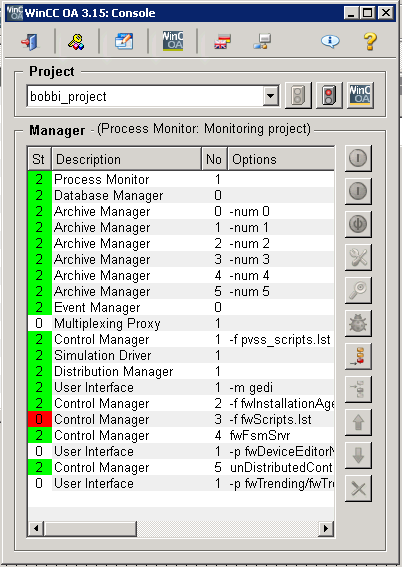 WinCC OA 3.15: Console
WinC OA
Project
bobbi_project
WinC OA
Manager - (Process Monitor: Monitoring project)
St Description No Options
2 Process Monitor 1
2 Database Manager 0
2 Archive Manager 0 -num 0
2 Archive Manager 1 -num 1
2 Archive Manager 2 -num 2
2 Archive Manager 3 -num 3
2 Archive Manager 4 -num 4
2 Archive Manager 5 -num 5
2 Event Manager 0
0 Multiplexing Proxy 1
2 Control Manager 1 -f pvss_scripts.lst
2 Simulation Driver 1
2 Distribution Manager 1
2 User Interface 1 -m gedi
2 Control Manager 2 -f fwInstallationAge
0 Control Manager 3 -f fwScripts.lst
2 Control Manager 4 fwFsmSrvr
0 User Interface 1 -p fwDeviceEditorN
2 Control Manager 5 unDistributedCont
0 User Interface 1 -p fwTrending/fwTre